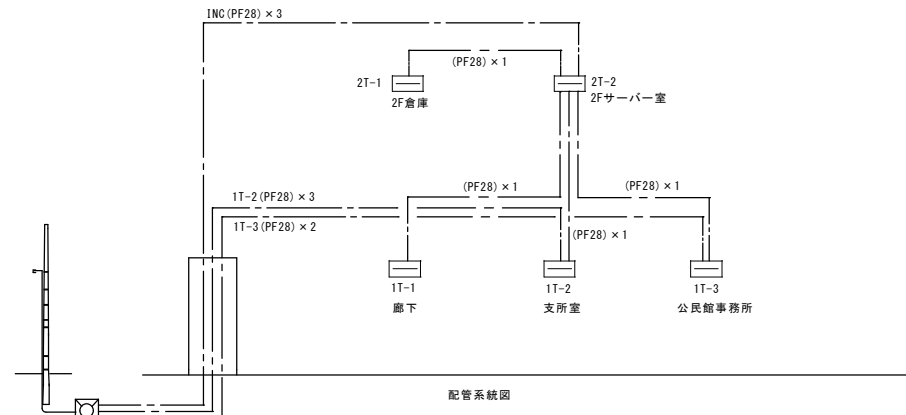 INC(PF28)×3
(PF28)×1
2T-1
2F倉庫
2T-2
2Fサーバー室
(PF28)×1
(PF28)×1
1T-2(PF28)×3
1T-3(PF28)×2
(PF28)×1
1T-1
廊下
1T-2
支所室
1T-3
公民館事務所
配管系統図